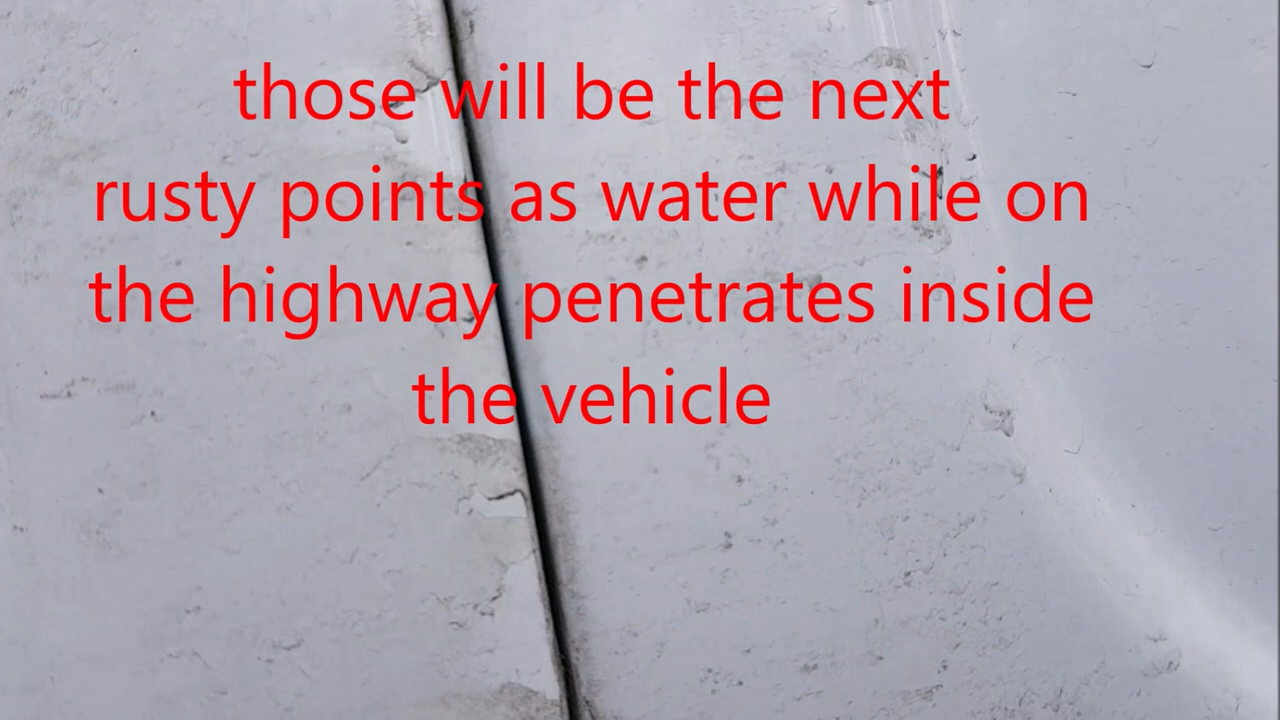 those will be the next
rusty points as water while on
the highway penetrates inside
the vehicle